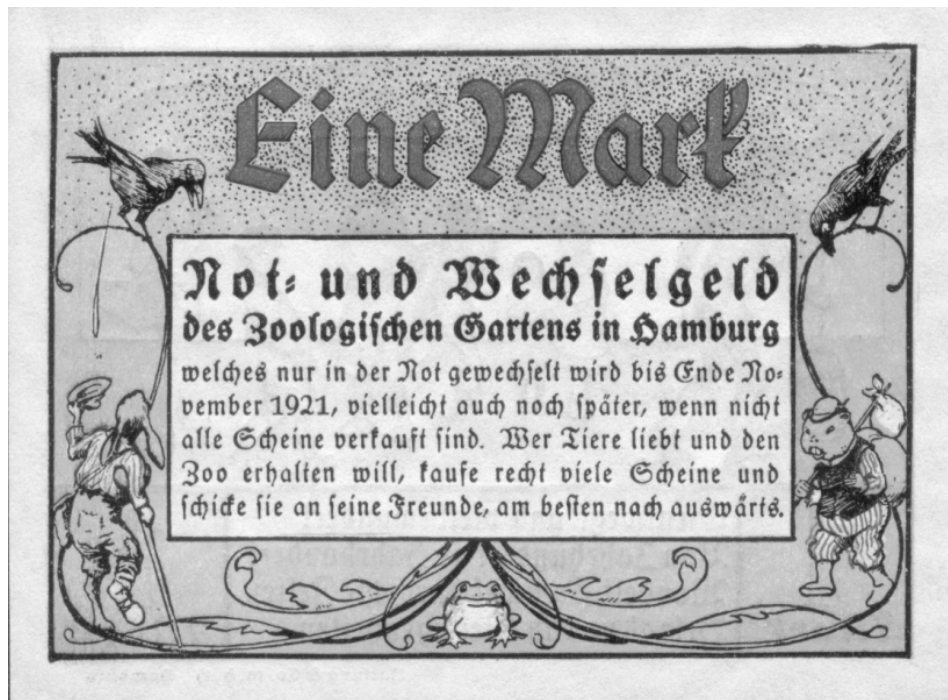 Eine Mark
Not- und Wechselgeld
des Zoologischen Gartens in Hamburg
welches nur in der Not gewechselt wird bis Ende No-
vember 1921, vielleicht auch noch später, wenn nicht
alle Scheine verkauft sind. Wer Tiere liebt und den
Zoo erhalten will, kaufe recht viele Scheine und
schicke sie an seine Freunde, am besten nach auswärts.